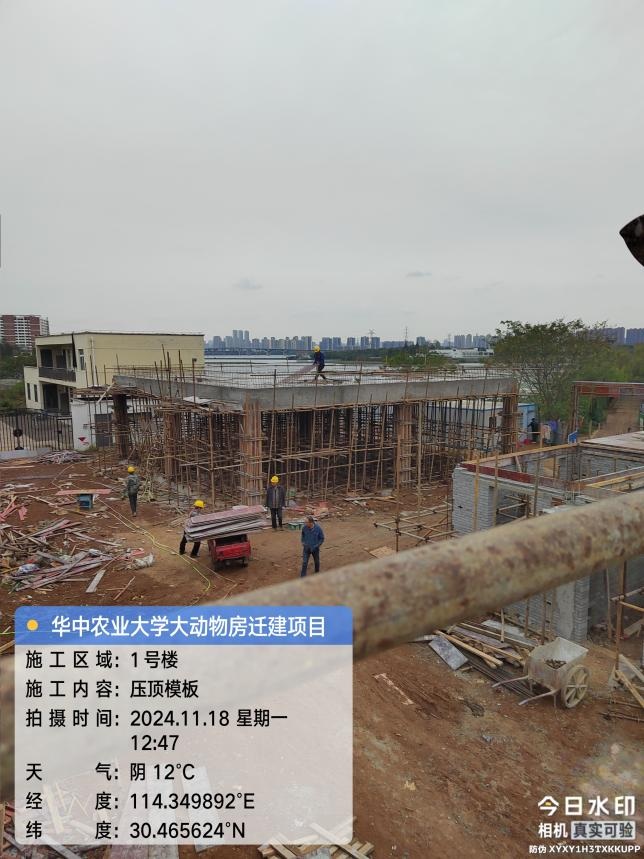 华中农业大学大动物房迁建项目
施工区域：1号楼
施工内容：压顶模板
拍摄时间：2024.11.18 星期一
12:47
天气：阴 12℃
经度：114.349892°E
纬度：30.465624°N
今日水印
相机 真实可验
防伪 XYXY1H3TXKKUPP